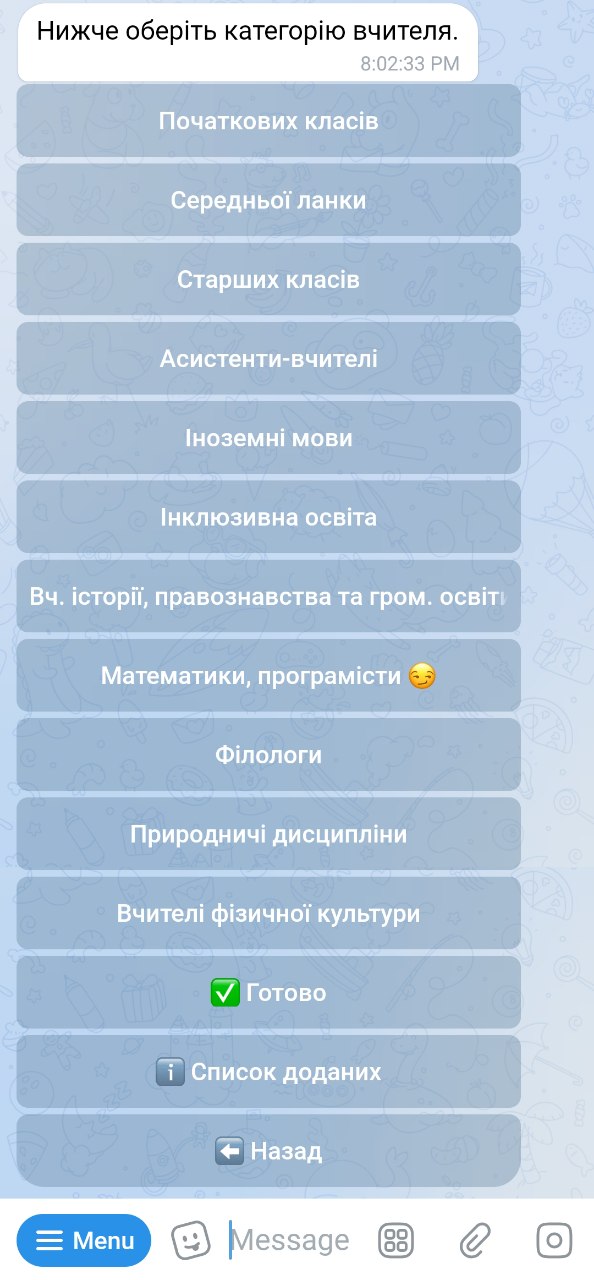 Нижче оберіть категорію вчителя.
8:02:33 PM
Початкових класів
Середньої ланки
Старших класів
Асистенти-вчителі
Іноземні мови
Інклюзивна освіта
Вч. історії, правознавства та гром. освіти
Математики, програмісти 😏
Філологи
Природничі дисципліни
Вчителі фізичної культури
✅ Готово
ℹ️ Список доданих
⬅️ Назад
Menu
Message